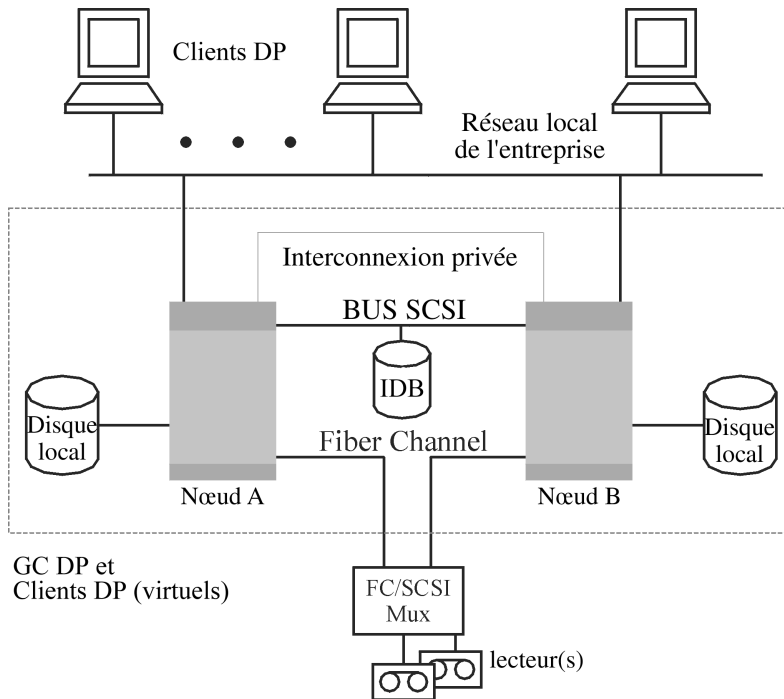 Clients DP
Réseau local
de l'entreprise
Interconnexion privée
BUS SCSI
IDB
Disque
local
Disque
local
Fiber Channel
Nœud A
Nœud B
GC DP et
Clients DP (virtuels)
FC/SCSI
Mux
lecteur(s)